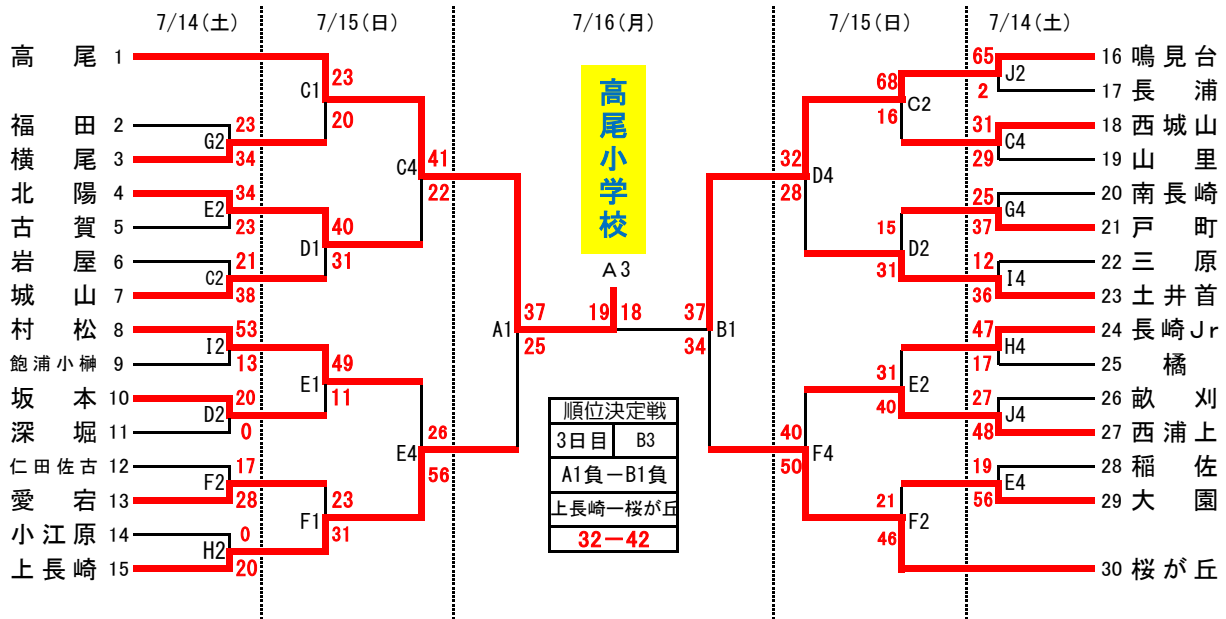 7/14(土)
7/15(日)
7/16(月)
7/15(日)
7/14(土)
高尾 1
福田 2
横尾 3
北陽 4
古賀 5
岩屋 6
城山 7
村松 8
飽浦小榊 9
坂本 10
深堀 11
仁田佐古 12
愛宕 13
小江原 14
上長崎 15
23
G2
34
34
E2
23
21
C2
38
53
I2
13
20
D2
0
17
F2
28
0
H2
20
23
C1
20
40
D1
31
49
E1
11
23
F1
31
41
C4
22
26
E4
56
37
A1
25
高尾小学校
A3
19 18
37
B1
34
順位決定戦
3日目 B3
A1負－B1負
上長崎－桜が丘
32－42
32
D4
28
40
F4
50
68
C2
16
15
D2
31
31
E2
40
21
F2
46
65
J2
2
31
C4
29
25
G4
37
12
I4
36
47
H4
17
27
J4
48
19
E4
56
16 鳴見台
17 長浦
18 西城山
19 山里
20 南長崎
21 戸町
22 三原
23 土井首
24 長崎Jr
25 橘
26 畝刈
27 西浦上
28 稲佐
29 大園
30 桜が丘